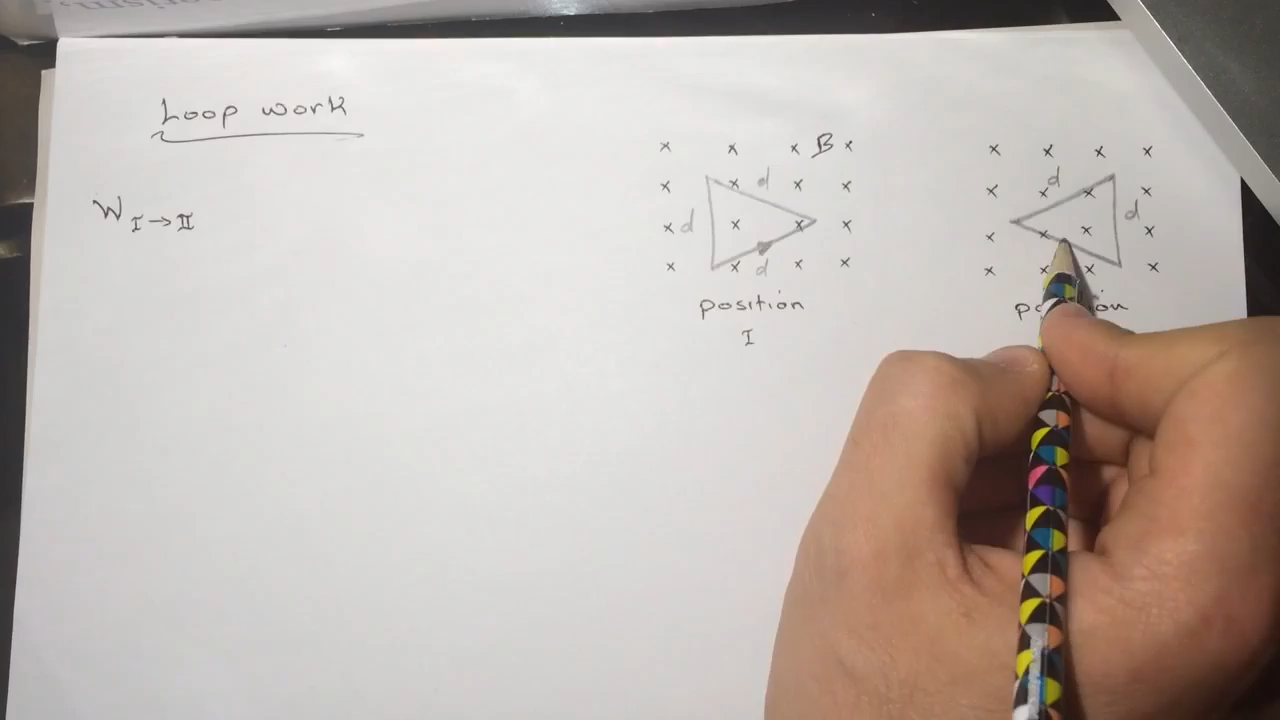 Loop work
W I→II
x x x B x
x x d x x
x d x x x
x x d x x
position
I
x x x x
x d x x x
x x x d x
x x x x